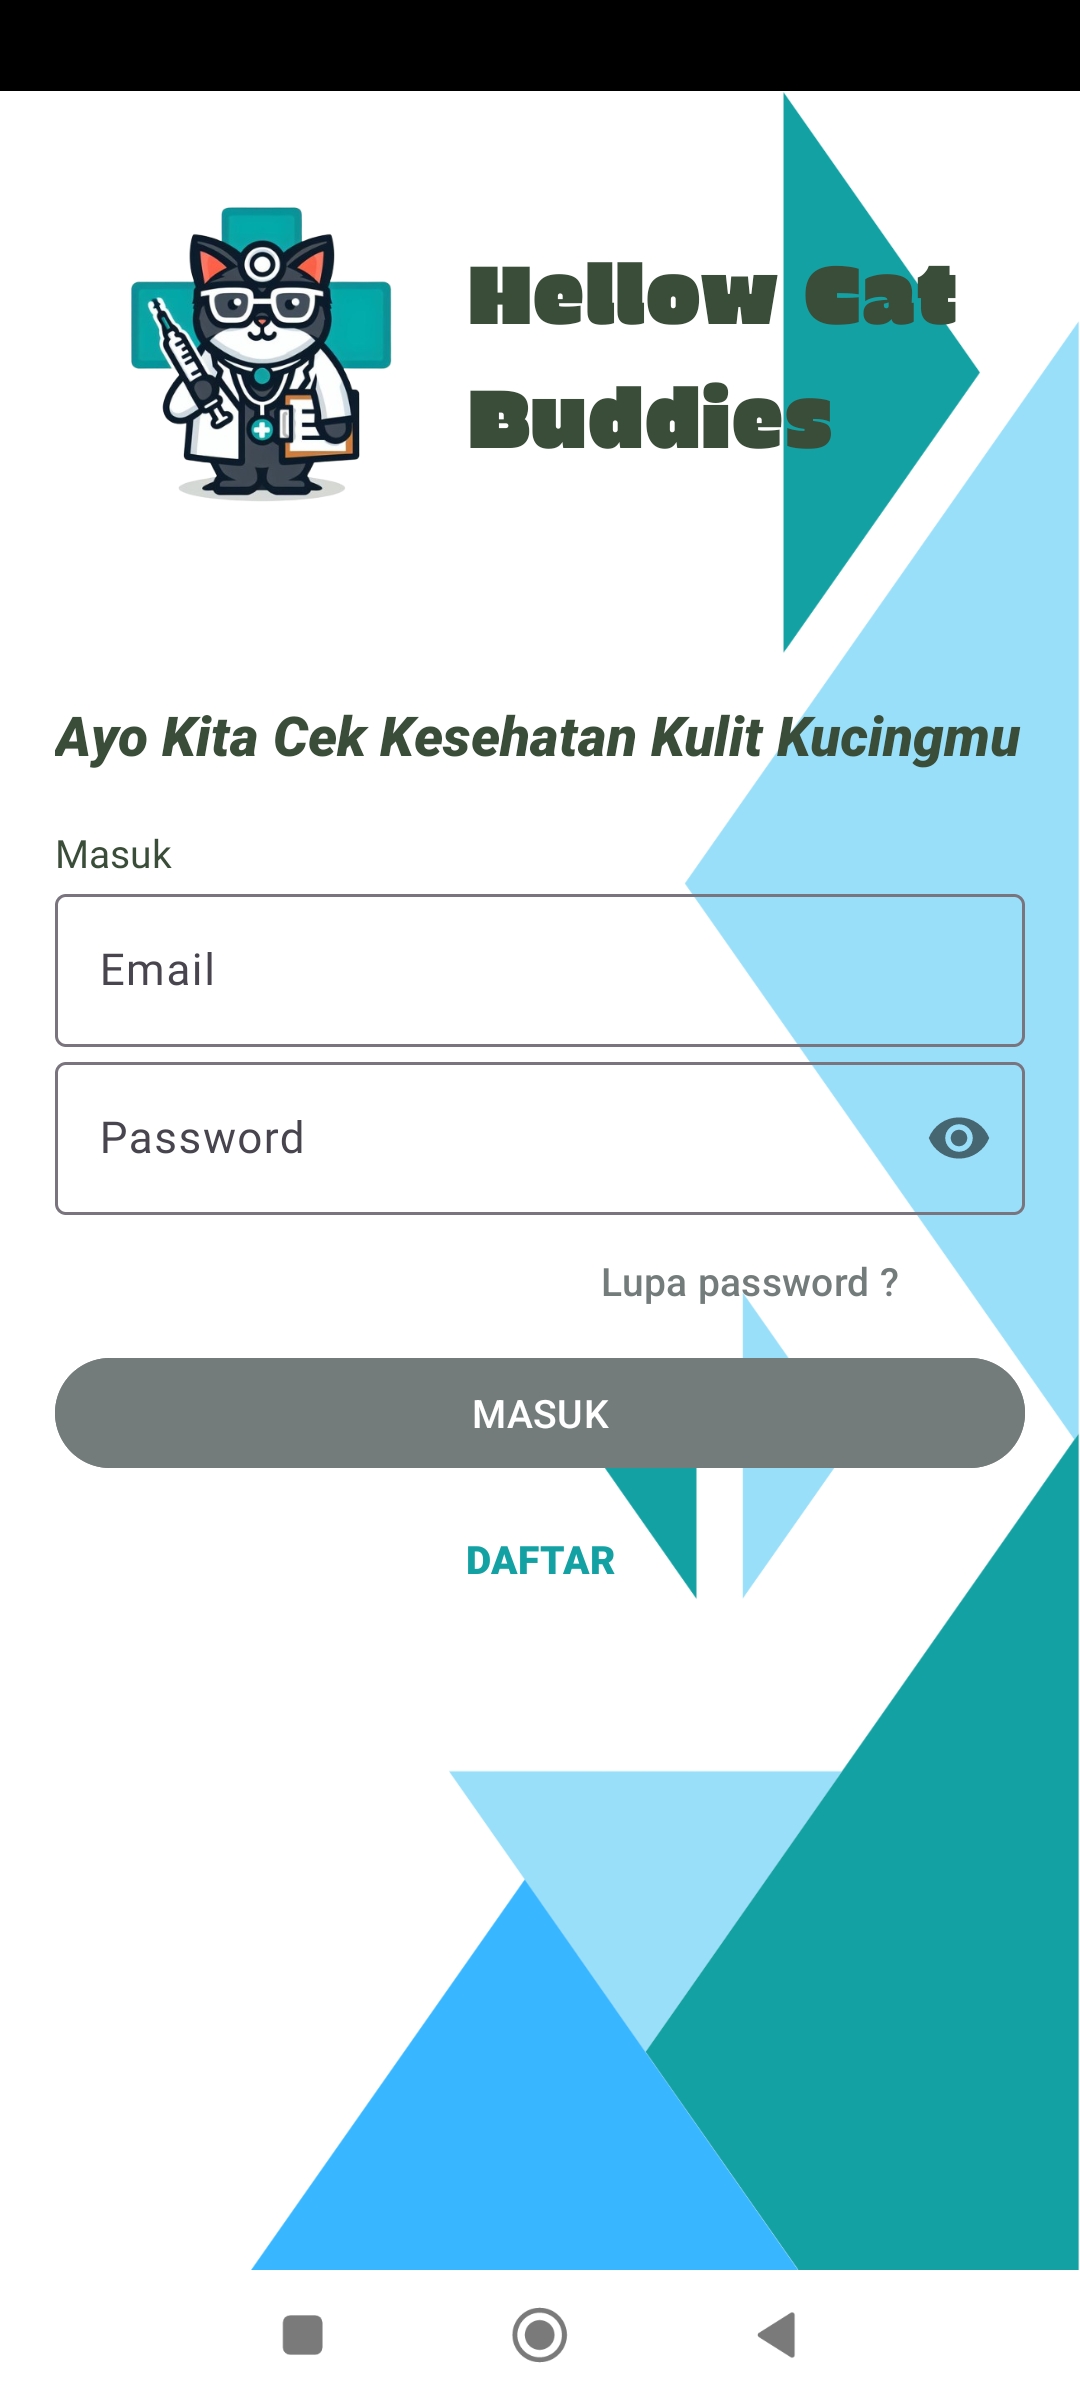 Hellow Cat
Buddies
Ayo Kita Cek Kesehatan Kulit Kucingmu
Masuk
Email
Password
Lupa password ?
MASUK
DAFTAR